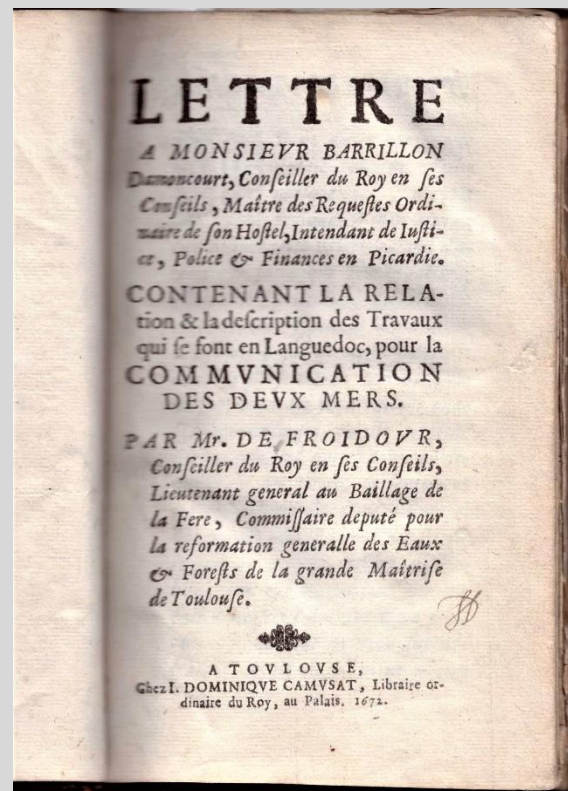 LETTRE
A MONSIEVR BARRILLON
Damoncourt, Conſeiller du Roy en ſes
Conſeils, Maître des Requeſtes Ordi-
naire de ſon Hoſtel, Intendant de Iuſti-
ce, Police & Finances en Picardie.
CONTENANT LA RELA-
tion & la deſcription des Travaux
qui ſe font en Languedoc, pour la
COMMVNICATION
DES DEVX MERS.
PAR Mr. DE FROIDOVR,
Conſeiller du Roy en ſes Conſeils,
Lieutenant general au Baillage de
la Fere, Commiſſaire deputé pour
la reformation generalle des Eaux
& Foreſts de la grande Maîtriſe
de Toulouſe.
A TOVLOVSE,
Chez I. DOMINIQVE CAMVSAT, Libraire or-
dinaire du Roy, au Palais. 1672.